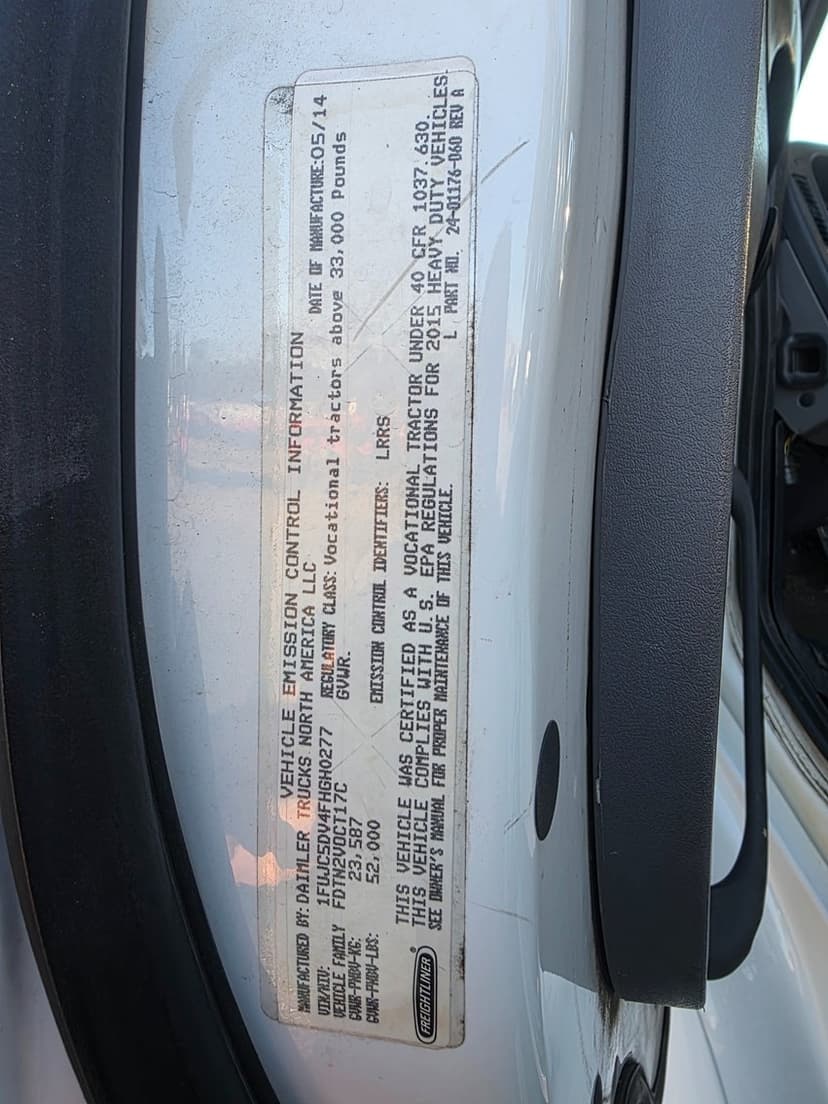 VEHICLE EMISSION CONTROL INFORMATION
MANUFACTURED BY: DAIMLER TRUCKS NORTH AMERICA LLC DATE OF MANUFACTURE: 05/14
VIN/NIV: 1FUJC5DV4FHGH0277 REGULATORY CLASS: Vocational tractors above 33,000 Pounds
VEHICLE FAMILY FDTN2VOCT17C GVWR.
GVWR-PNBV-KG: 23,587
GVWR-PNBV-LBS: 52,000 EMISSION CONTROL IDENTIFIERS: LRRS
THIS VEHICLE WAS CERTIFIED AS A VOCATIONAL TRACTOR UNDER 40 CFR 1037.630.
THIS VEHICLE COMPLIES WITH U.S. EPA REGULATIONS FOR 2015 HEAVY DUTY VEHICLES.
SEE OWNER'S MANUAL FOR PROPER MAINTENANCE OF THIS VEHICLE.
L PART NO. 24-01176-060 REV A
FREIGHTLINER®